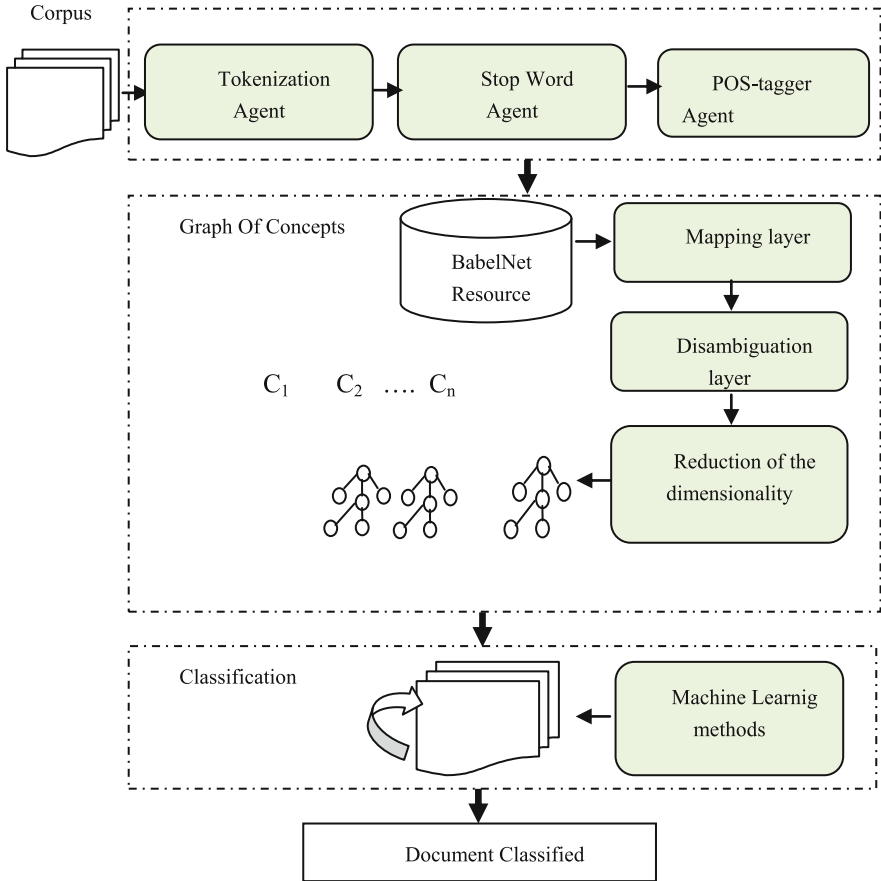 Corpus
Tokenization
Agent
Stop Word
Agent
POS-tagger
Agent
Graph Of Concepts
BabelNet
Resource
Mapping layer
Disambiguation
layer
C₁ C₂ .... Cₙ
Reduction of the
dimensionality
Classification
Machine Learnig
methods
Document Classified